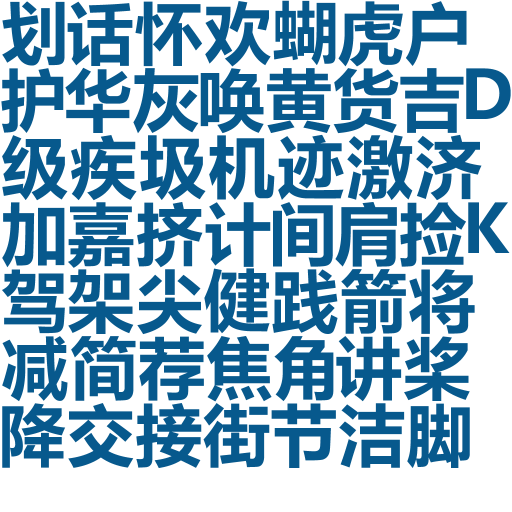 划话怀欢蝴虎户
护华灰唤黄货吉D
级疾圾机迹激济
加嘉挤计间肩捡K
驾架尖健践箭将
减简荐焦角讲桨
降交接街节洁脚